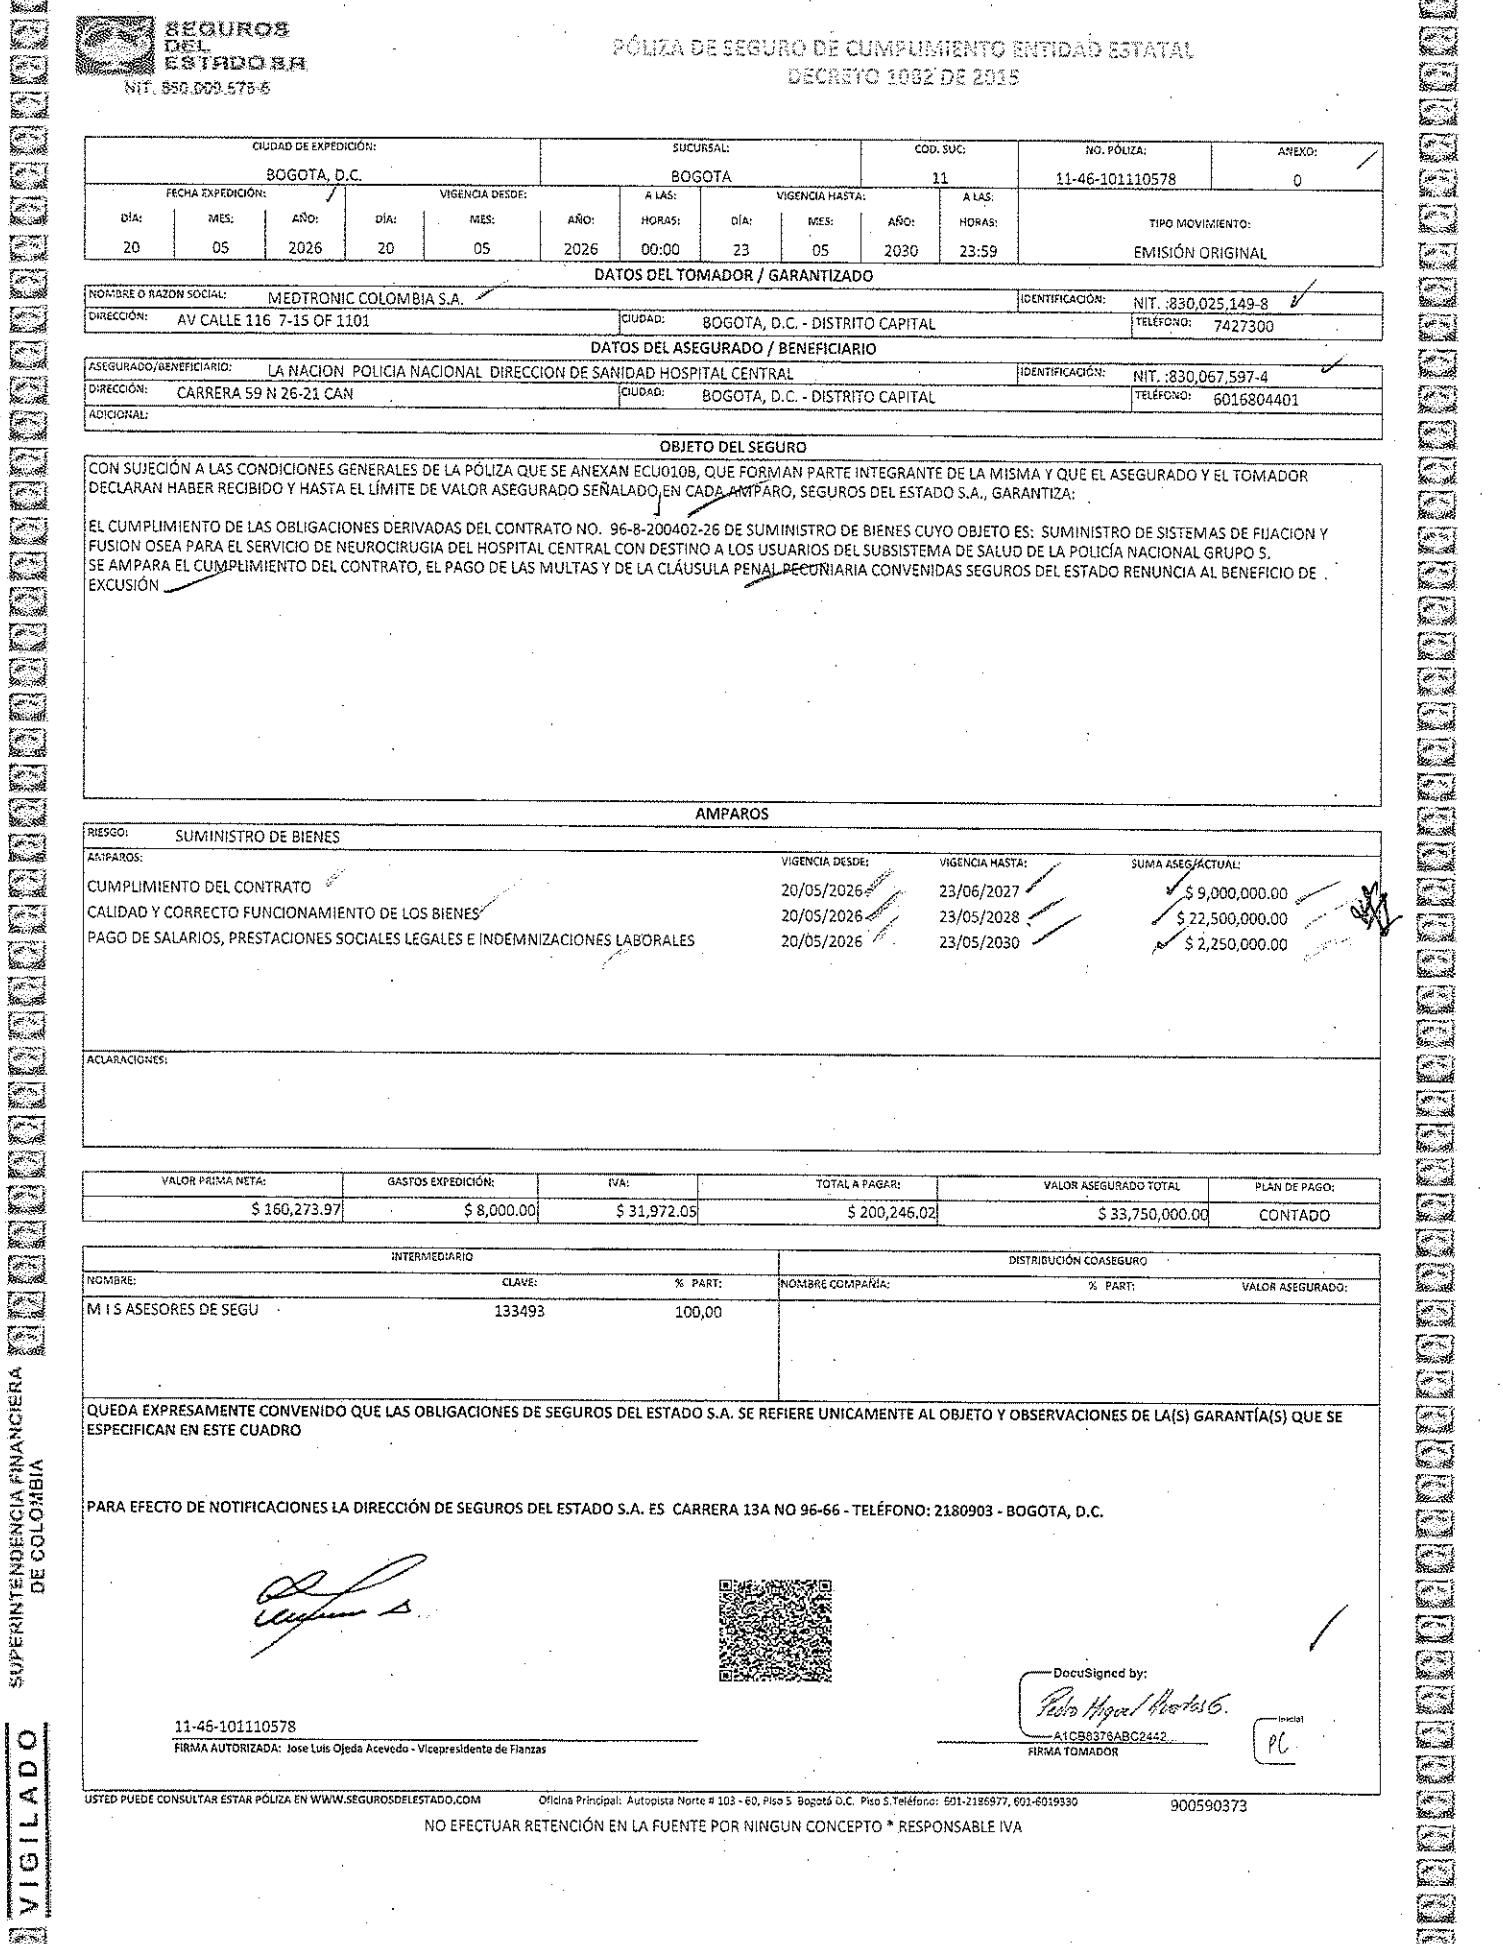 SEGUROS
DEL
ESTADO S.A.
NIT. 860.009.578-6
PÓLIZA DE SEGURO DE CUMPLIMIENTO ENTIDAD ESTATAL
DECRETO 1082 DE 2015
CIUDAD DE EXPEDICIÓN: SUCURSAL: COD. SUC: NO. PÓLIZA: ANEXO:
BOGOTA, D.C. BOGOTA 11 11-46-101110578 0
FECHA EXPEDICIÓN: VIGENCIA DESDE: A LAS: VIGENCIA HASTA: A LAS:
DÍA: MES: AÑO: DÍA: MES: AÑO: HORAS: DÍA: MES: AÑO: HORAS: TIPO MOVIMIENTO:
20 05 2026 20 05 2026 00:00 23 05 2030 23:59 EMISIÓN ORIGINAL
DATOS DEL TOMADOR / GARANTIZADO
NOMBRE O RAZON SOCIAL: MEDTRONIC COLOMBIA S.A. IDENTIFICACIÓN: NIT. :830,025,149-8
DIRECCIÓN: AV CALLE 116 7-15 OF 1101 CIUDAD: BOGOTA, D.C. - DISTRITO CAPITAL TELÉFONO: 7427300
DATOS DEL ASEGURADO / BENEFICIARIO
ASEGURADO/BENEFICIARIO: LA NACION POLICIA NACIONAL DIRECCION DE SANIDAD HOSPITAL CENTRAL IDENTIFICACIÓN: NIT. :830,067,597-4
DIRECCIÓN: CARRERA 59 N 26-21 CAN CIUDAD: BOGOTA, D.C. - DISTRITO CAPITAL TELÉFONO: 6016804401
ADICIONAL:
OBJETO DEL SEGURO
CON SUJECIÓN A LAS CONDICIONES GENERALES DE LA PÓLIZA QUE SE ANEXAN ECU010B, QUE FORMAN PARTE INTEGRANTE DE LA MISMA Y QUE EL ASEGURADO Y EL TOMADOR
DECLARAN HABER RECIBIDO Y HASTA EL LÍMITE DE VALOR ASEGURADO SEÑALADO EN CADA AMPARO, SEGUROS DEL ESTADO S.A., GARANTIZA:
EL CUMPLIMIENTO DE LAS OBLIGACIONES DERIVADAS DEL CONTRATO NO. 96-8-200402-26 DE SUMINISTRO DE BIENES CUYO OBJETO ES: SUMINISTRO DE SISTEMAS DE FIJACION Y
FUSION OSEA PARA EL SERVICIO DE NEUROCIRUGIA DEL HOSPITAL CENTRAL CON DESTINO A LOS USUARIOS DEL SUBSISTEMA DE SALUD DE LA POLICÍA NACIONAL GRUPO 5.
SE AMPARA EL CUMPLIMIENTO DEL CONTRATO, EL PAGO DE LAS MULTAS Y DE LA CLÁUSULA PENAL PECUNIARIA CONVENIDAS SEGUROS DEL ESTADO RENUNCIA AL BENEFICIO DE
EXCUSIÓN
AMPAROS
RIESGO: SUMINISTRO DE BIENES
AMPAROS: VIGENCIA DESDE: VIGENCIA HASTA: SUMA ASEG/ACTUAL:
CUMPLIMIENTO DEL CONTRATO 20/05/2026 23/06/2027 $ 9,000,000.00
CALIDAD Y CORRECTO FUNCIONAMIENTO DE LOS BIENES 20/05/2026 23/05/2028 $ 22,500,000.00
PAGO DE SALARIOS, PRESTACIONES SOCIALES LEGALES E INDEMNIZACIONES LABORALES 20/05/2026 23/05/2030 $ 2,250,000.00
ACLARACIONES:
VALOR PRIMA NETA: GASTOS EXPEDICIÓN: IVA: TOTAL A PAGAR: VALOR ASEGURADO TOTAL PLAN DE PAGO:
$ 160,273.97 $ 8,000.00 $ 31,972.05 $ 200,246.02 $ 33,750,000.00 CONTADO
INTERMEDIARIO DISTRIBUCIÓN COASEGURO
NOMBRE: CLAVE: % PART: NOMBRE COMPAÑÍA: % PART: VALOR ASEGURADO:
M I S ASESORES DE SEGU 133493 100,00
QUEDA EXPRESAMENTE CONVENIDO QUE LAS OBLIGACIONES DE SEGUROS DEL ESTADO S.A. SE REFIERE UNICAMENTE AL OBJETO Y OBSERVACIONES DE LA(S) GARANTÍA(S) QUE SE
ESPECIFICAN EN ESTE CUADRO
PARA EFECTO DE NOTIFICACIONES LA DIRECCIÓN DE SEGUROS DEL ESTADO S.A. ES CARRERA 13A NO 96-66 - TELÉFONO: 2180903 - BOGOTA, D.C.
DocuSigned by:
Pedro Miguel
A1CB8376ABC2442...
Inicial
PC
11-46-101110578
FIRMA AUTORIZADA: Jose Luis Ojeda Acevedo - Vicepresidente de Fianzas
FIRMA TOMADOR
USTED PUEDE CONSULTAR ESTAR PÓLIZA EN WWW.SEGUROSDELESTADO.COM Oficina Principal: Autopista Norte # 103 - 60, Piso 5 Bogotá D.C. Piso 5.Teléfono: 601-2186977, 601-6019330 900590373
NO EFECTUAR RETENCIÓN EN LA FUENTE POR NINGUN CONCEPTO * RESPONSABLE IVA
SUPERINTENDENCIA FINANCIERA
DE COLOMBIA
VIGILADO